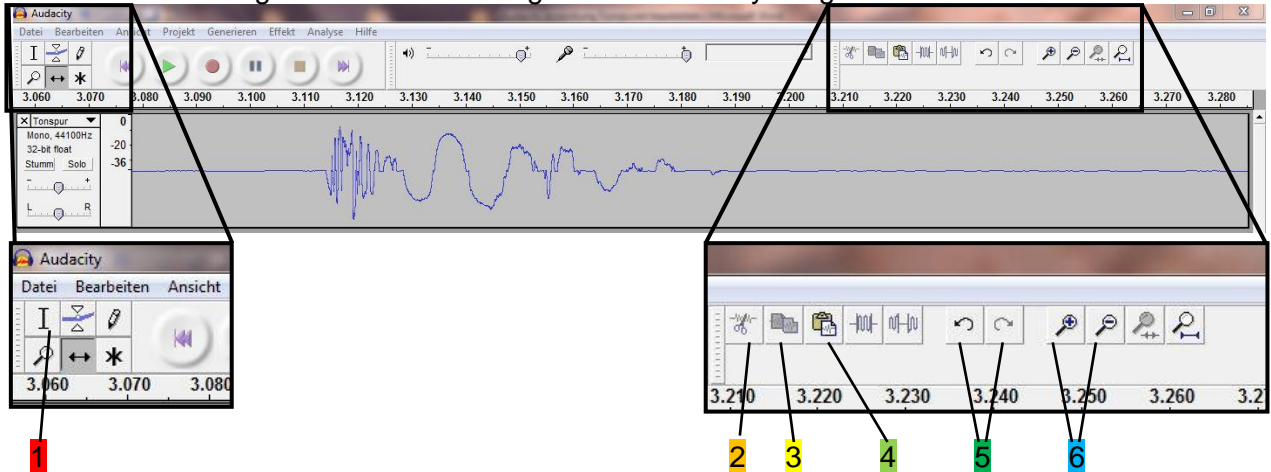 Audacity
Datei Bearbeiten Ansicht Projekt Generieren Effekt Analyse Hilfe
3.060 3.070 3.080 3.090 3.100 3.110 3.120 3.130 3.140 3.150 3.160 3.170 3.180 3.190 3.200 3.210 3.220 3.230 3.240 3.250 3.260 3.270 3.280
Tonspur
Mono, 44100Hz
32-bit float
Stumm Solo
- +
L R
0
-20
-36
Audacity
Datei Bearbeiten Ansicht
3.060 3.070 3.080
3.210 3.220 3.230 3.240 3.250 3.260 3.2
1 2 3 4 5 6